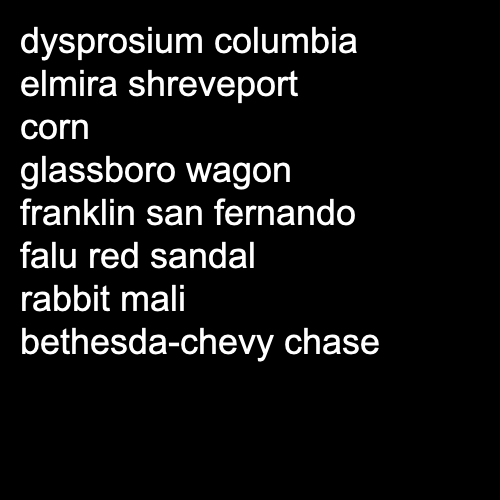 dysprosium columbia
elmira shreveport
corn
glassboro wagon
franklin san fernando
falu red sandal
rabbit mali
bethesda-chevy chase